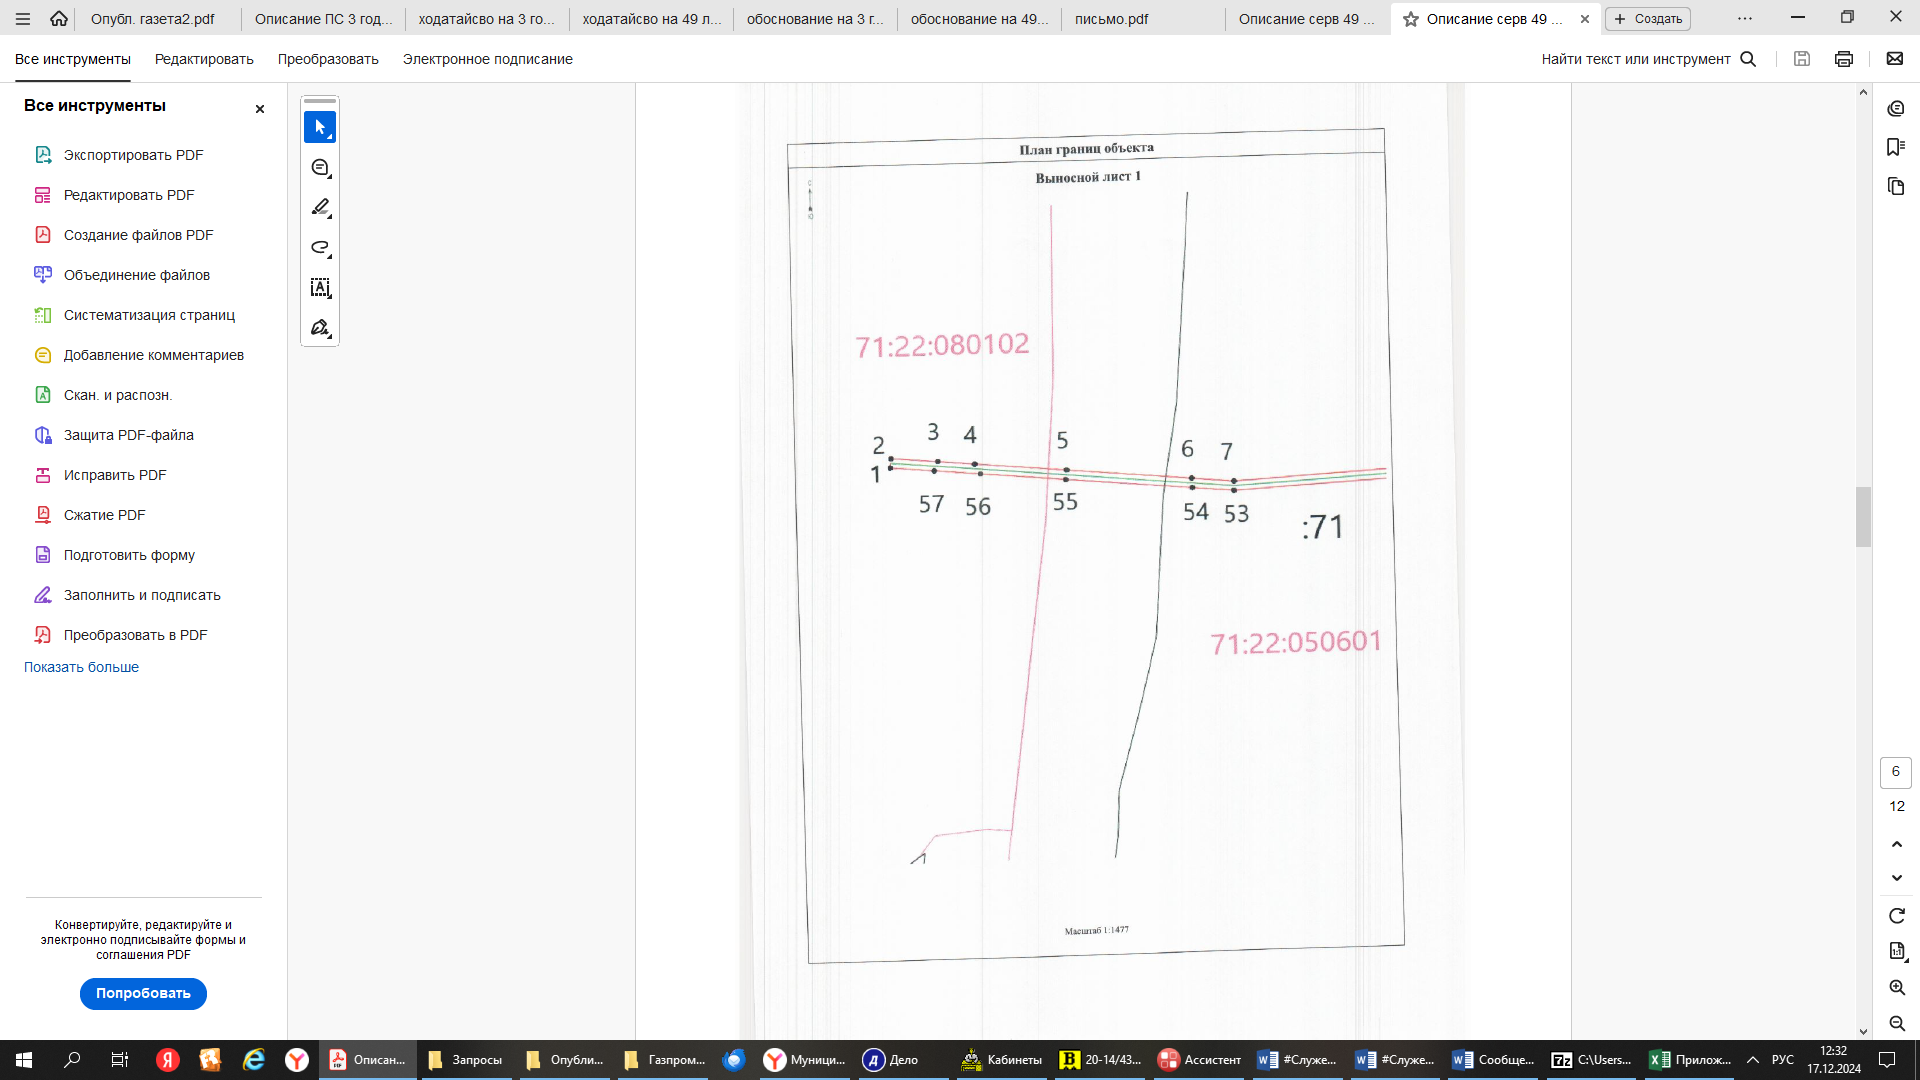 Опубл. газета2.pdf
Описание ПС 3 год...
ходатайсво на 3 го...
ходатайсво на 49 л...
обоснование на 3 г...
обоснование на 49...
письмо.pdf
Описание серв 49 ...
Описание серв 49 ...
Создать
Все инструменты
Редактировать
Преобразовать
Электронное подписание
Найти текст или инструмент
Все инструменты
Экспортировать PDF
Редактировать PDF
Создание файлов PDF
Объединение файлов
Систематизация страниц
Добавление комментариев
Скан. и распозн.
Защита PDF-файла
Исправить PDF
Сжатие PDF
Подготовить форму
Заполнить и подписать
Преобразовать в PDF
Показать больше
Конвертируйте, редактируйте и
электронно подписывайте формы и
соглашения PDF
Попробовать
План границ объекта
Выносной лист 1
71:22:080102
2
3
4
5
6
7
1
57
56
55
54
53
:71
71:22:050601
Масштаб 1:1477
6
12
Описан...
Запросы
Опубли...
Газпром...
Муници...
Дело
Кабинеты
20-14/43...
Ассистент
#Служе...
#Служе...
Сообще...
C:\Users...
Прилож...
РУС
12:32
17.12.2024